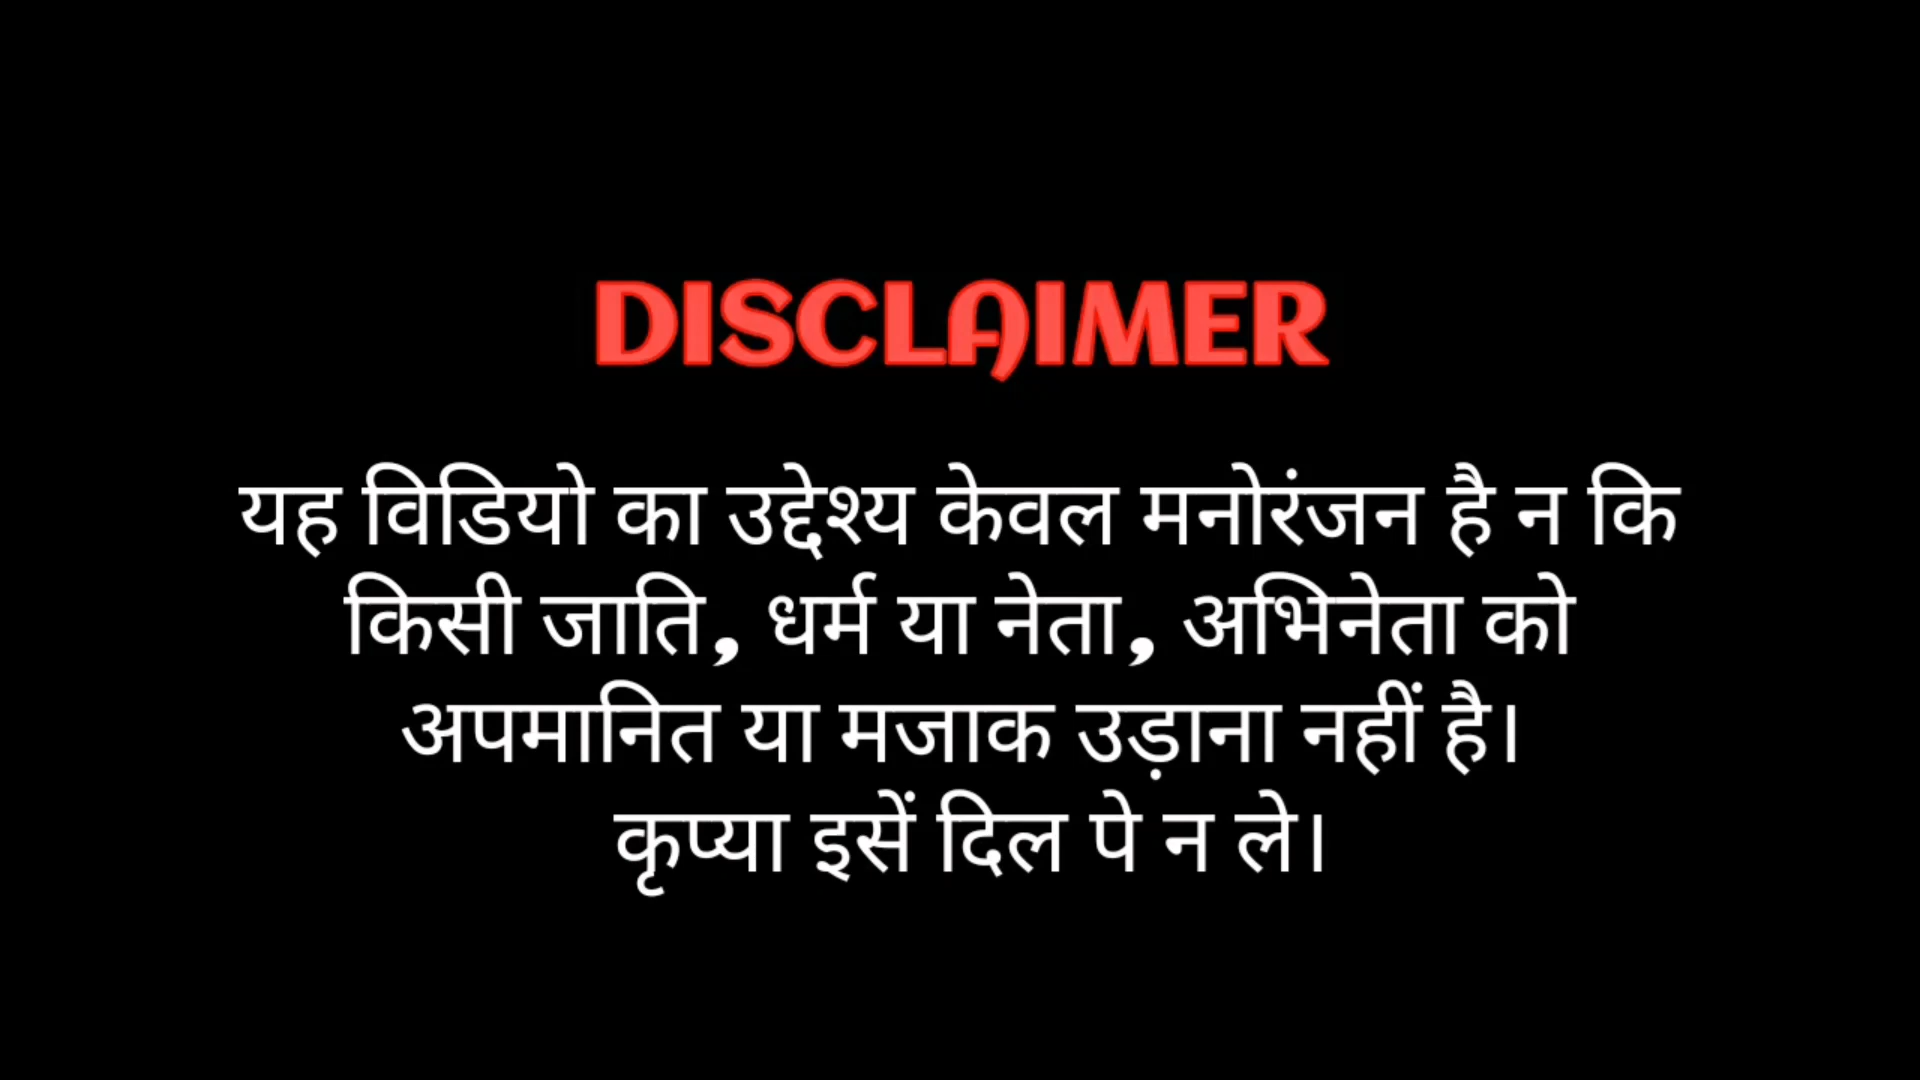 DISCLAIMER
यह विडियो का उद्देश्य केवल मनोरंजन है न कि
किसी जाति, धर्म या नेता, अभिनेता को
अपमानित या मजाक उड़ाना नहीं है।
कृप्या इसें दिल पे न ले।